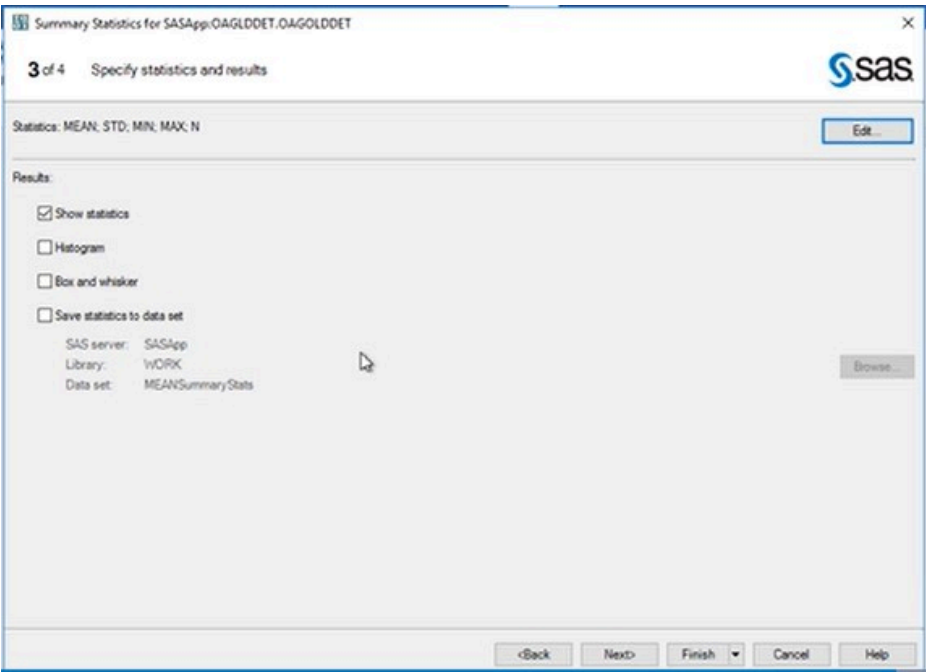 Summary Statistics for SASApp:OAGLDDET.OAGOLDDET
3 of 4 Specify statistics and results
sas
Statistics: MEAN; STD; MIN; MAX; N
Edit...
Results:
Show statistics
Histogram
Box and whisker
Save statistics to data set
SAS server: SASApp
Library: WORK
Browse...
Data set: MEANSummaryStats
<Back Next> Finish Cancel Help